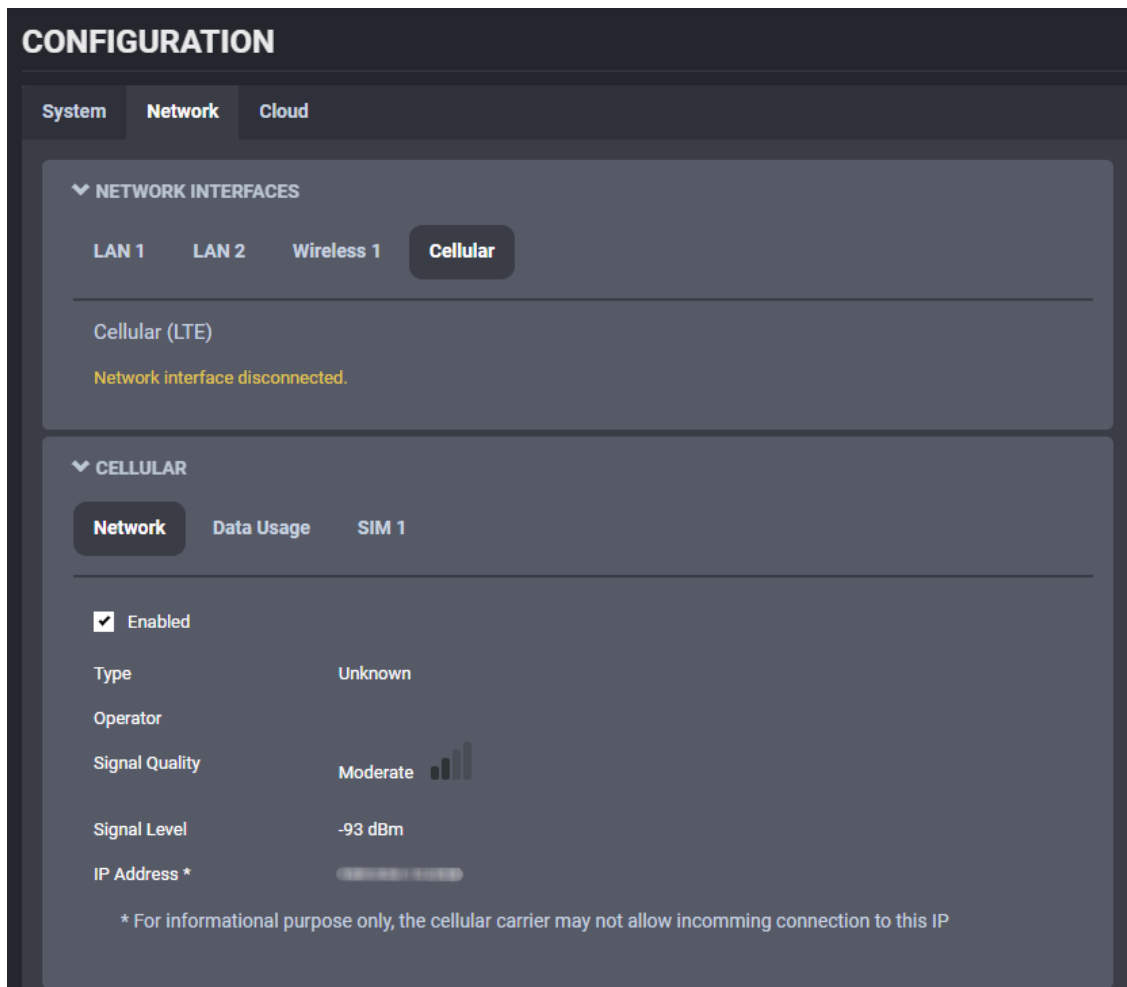 CONFIGURATION
System Network Cloud
NETWORK INTERFACES
LAN 1 LAN 2 Wireless 1 Cellular
Cellular (LTE)
Network interface disconnected.
CELLULAR
Network Data Usage SIM 1
Enabled
Type Unknown
Operator
Signal Quality Moderate
Signal Level -93 dBm
IP Address *
* For informational purpose only, the cellular carrier may not allow incomming connection to this IP